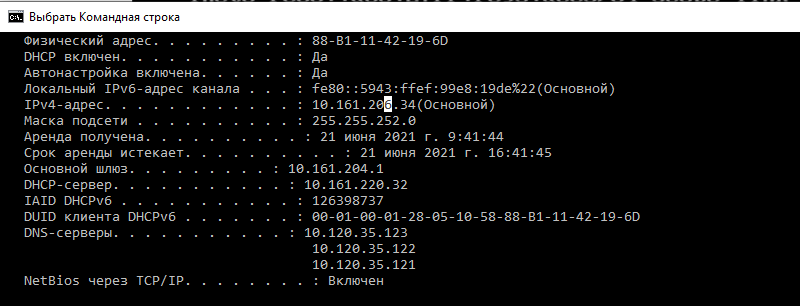 Выбрать Командная строка
Физический адрес. . . . . . . . . : 88-B1-11-42-19-6D
DHCP включен. . . . . . . . . . . : Да
Автонастройка включена. . . . . . : Да
Локальный IPv6-адрес канала . . . : fe80::5943:ffef:99e8:19de%22(Основной)
IPv4-адрес. . . . . . . . . . . . : 10.161.206.34(Основной)
Маска подсети . . . . . . . . . . : 255.255.252.0
Аренда получена. . . . . . . . . . : 21 июня 2021 г. 9:41:44
Срок аренды истекает. . . . . . . . . . : 21 июня 2021 г. 16:41:45
Основной шлюз. . . . . . . . . : 10.161.204.1
DHCP-сервер. . . . . . . . . . . : 10.161.220.32
IAID DHCPv6 . . . . . . . . . . . : 126398737
DUID клиента DHCPv6 . . . . . . . : 00-01-00-01-28-05-10-58-88-B1-11-42-19-6D
DNS-серверы. . . . . . . . . . . : 10.120.35.123
10.120.35.122
10.120.35.121
NetBios через TCP/IP. . . . . . . . : Включен